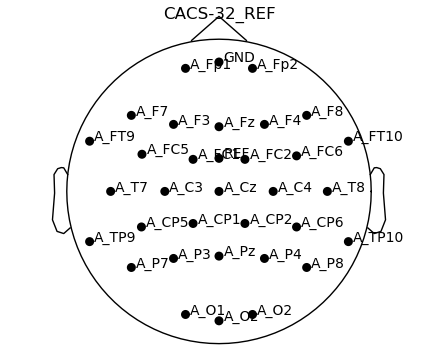 CACS-32_REF
GND
A_Fp1
A_Fp2
A_F7
A_F8
A_F3
A_Fz
A_F4
A_FT9
A_FT10
A_FC5
A_FC1
REF
A_FC2
A_FC6
A_T7
A_C3
A_Cz
A_C4
A_T8
A_CP5
A_CP1
A_CP2
A_CP6
A_TP9
A_TP10
A_P7
A_P3
A_Pz
A_P4
A_P8
A_O1
A_Oz
A_O2